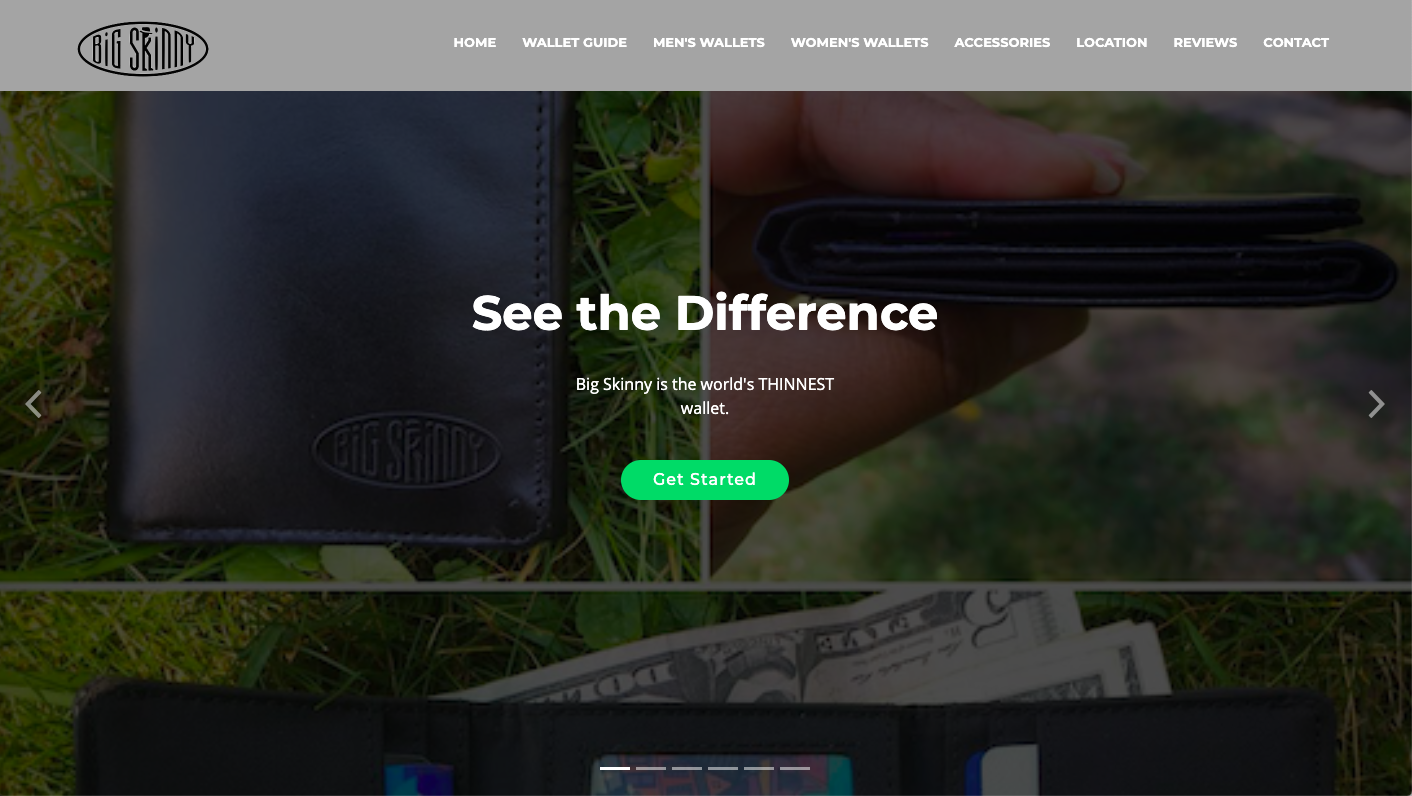 BIG SKINNY
HOME WALLET GUIDE MEN'S WALLETS WOMEN'S WALLETS ACCESSORIES LOCATION REVIEWS CONTACT
See the Difference
Big Skinny is the world's THINNEST
wallet.
BIG SKINNY
Get Started